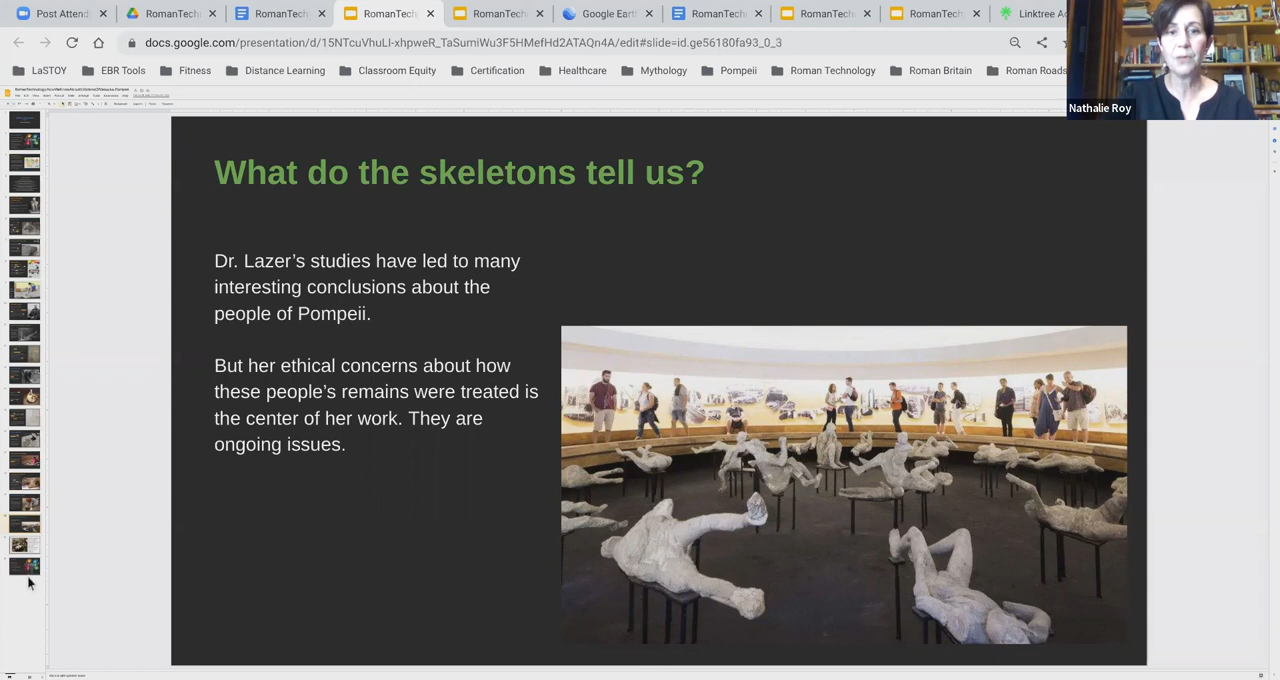 Post Attend
RomanTech
RomanTech
RomanTech
RomanTech
Google Eart
RomanTech
RomanTech
RomanTech
Linktree Ad
docs.google.com/presentation/d/15NTcuVhuLl-xhpweR_TaSumiWu3F5HMefHd2ATAQn4A/edit#slide=id.ge56180fa93_0_3
LaSTOY
EBR Tools
Fitness
Distance Learning
Classroom Equity
Certification
Healthcare
Mythology
Pompeii
Roman Technology
Roman Britain
Roman Roads
Nathalie Roy
What do the skeletons tell us?
Dr. Lazer's studies have led to many
interesting conclusions about the
people of Pompeii.
But her ethical concerns about how
these people's remains were treated is
the center of her work. They are
ongoing issues.